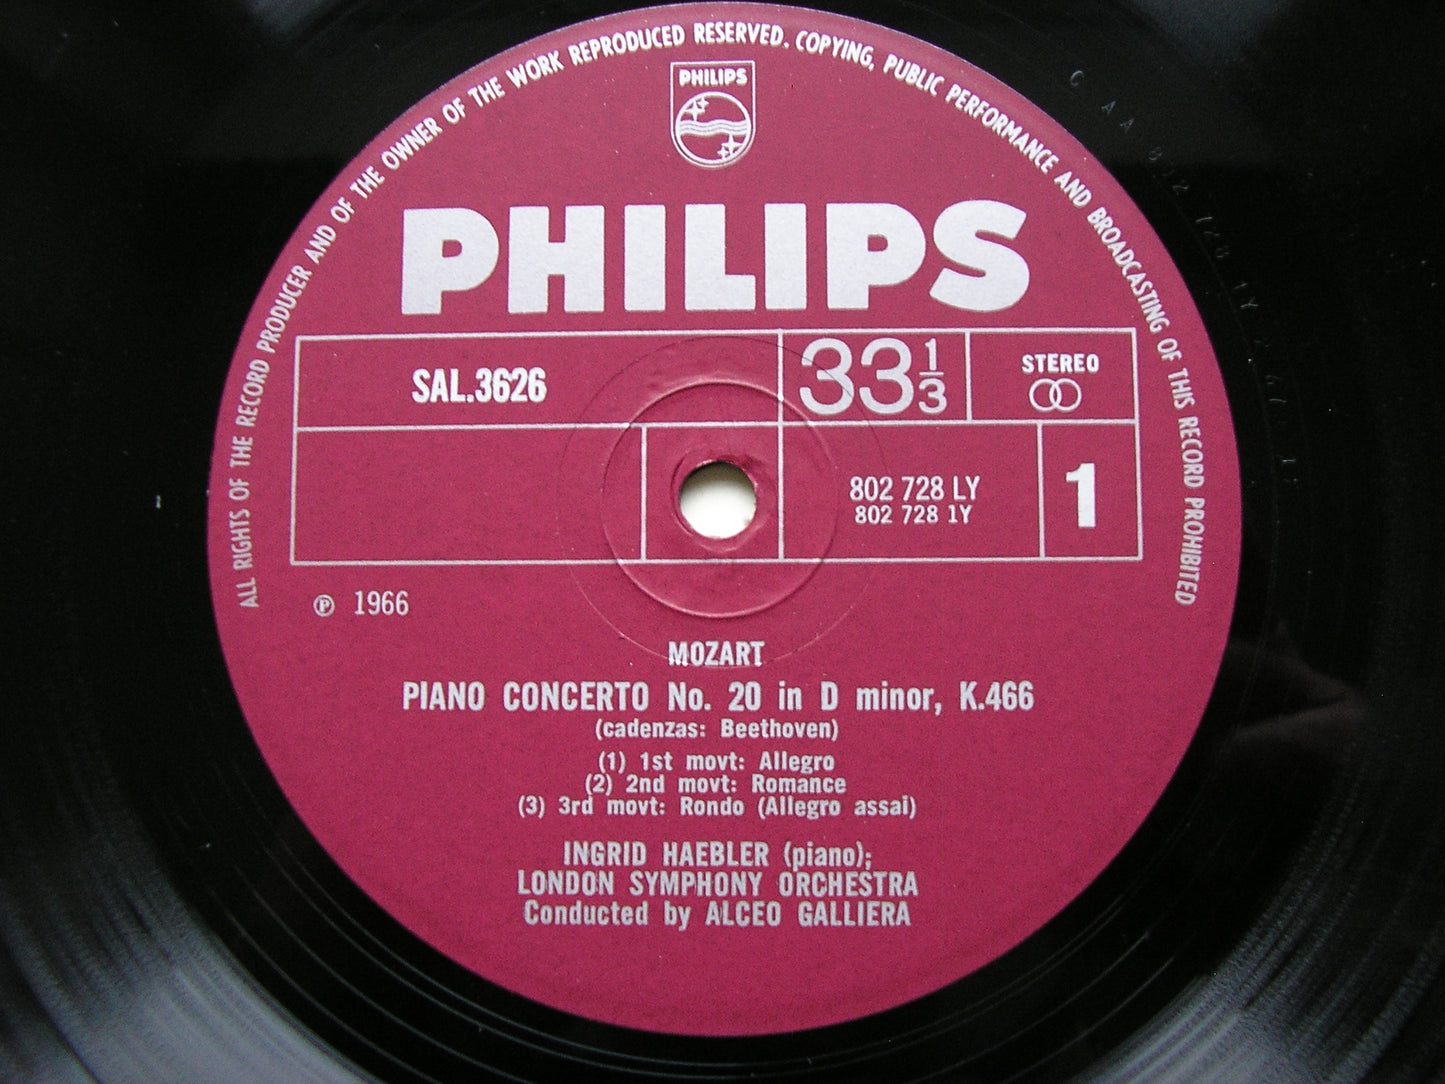 ALL RIGHTS OF THE RECORD PRODUCER AND OF THE OWNER OF THE WORK REPRODUCED RESERVED. COPYING, PUBLIC PERFORMANCE AND BROADCASTING OF THIS RECORD PROHIBITED
PHILIPS
PHILIPS
SAL.3626
33 1/3
STEREO
802 728 LY
802 728 1Y
1
℗ 1966
MOZART
PIANO CONCERTO No. 20 in D minor, K.466
(cadenzas: Beethoven)
(1) 1st movt: Allegro
(2) 2nd movt: Romance
(3) 3rd movt: Rondo (Allegro assai)
INGRID HAEBLER (piano);
LONDON SYMPHONY ORCHESTRA
Conducted by ALCEO GALLIERA